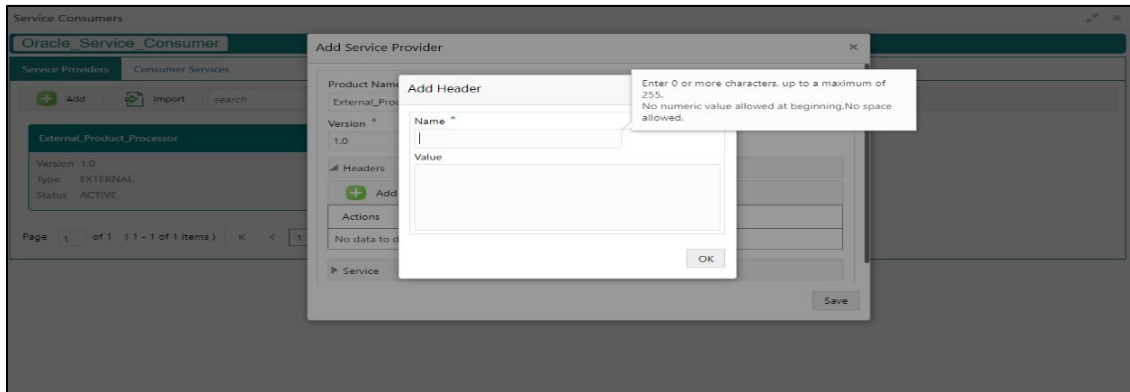 Service Consumers
Oracle_Service_Consumer
Service Providers Consumer Services
Add Import search
External_Product_Processor
Version 1.0
Type EXTERNAL
Status ACTIVE
Page 1 of 1 (1 - 1 of 1 items) K < 1
Add Service Provider ×
Product Name
External_Proc
Version *
1.0
Headers
Add
Actions
No data to d
Service
Save
Add Header
Name *
Value
OK
Enter 0 or more characters, up to a maximum of
255.
No numeric value allowed at beginning.No space
allowed.